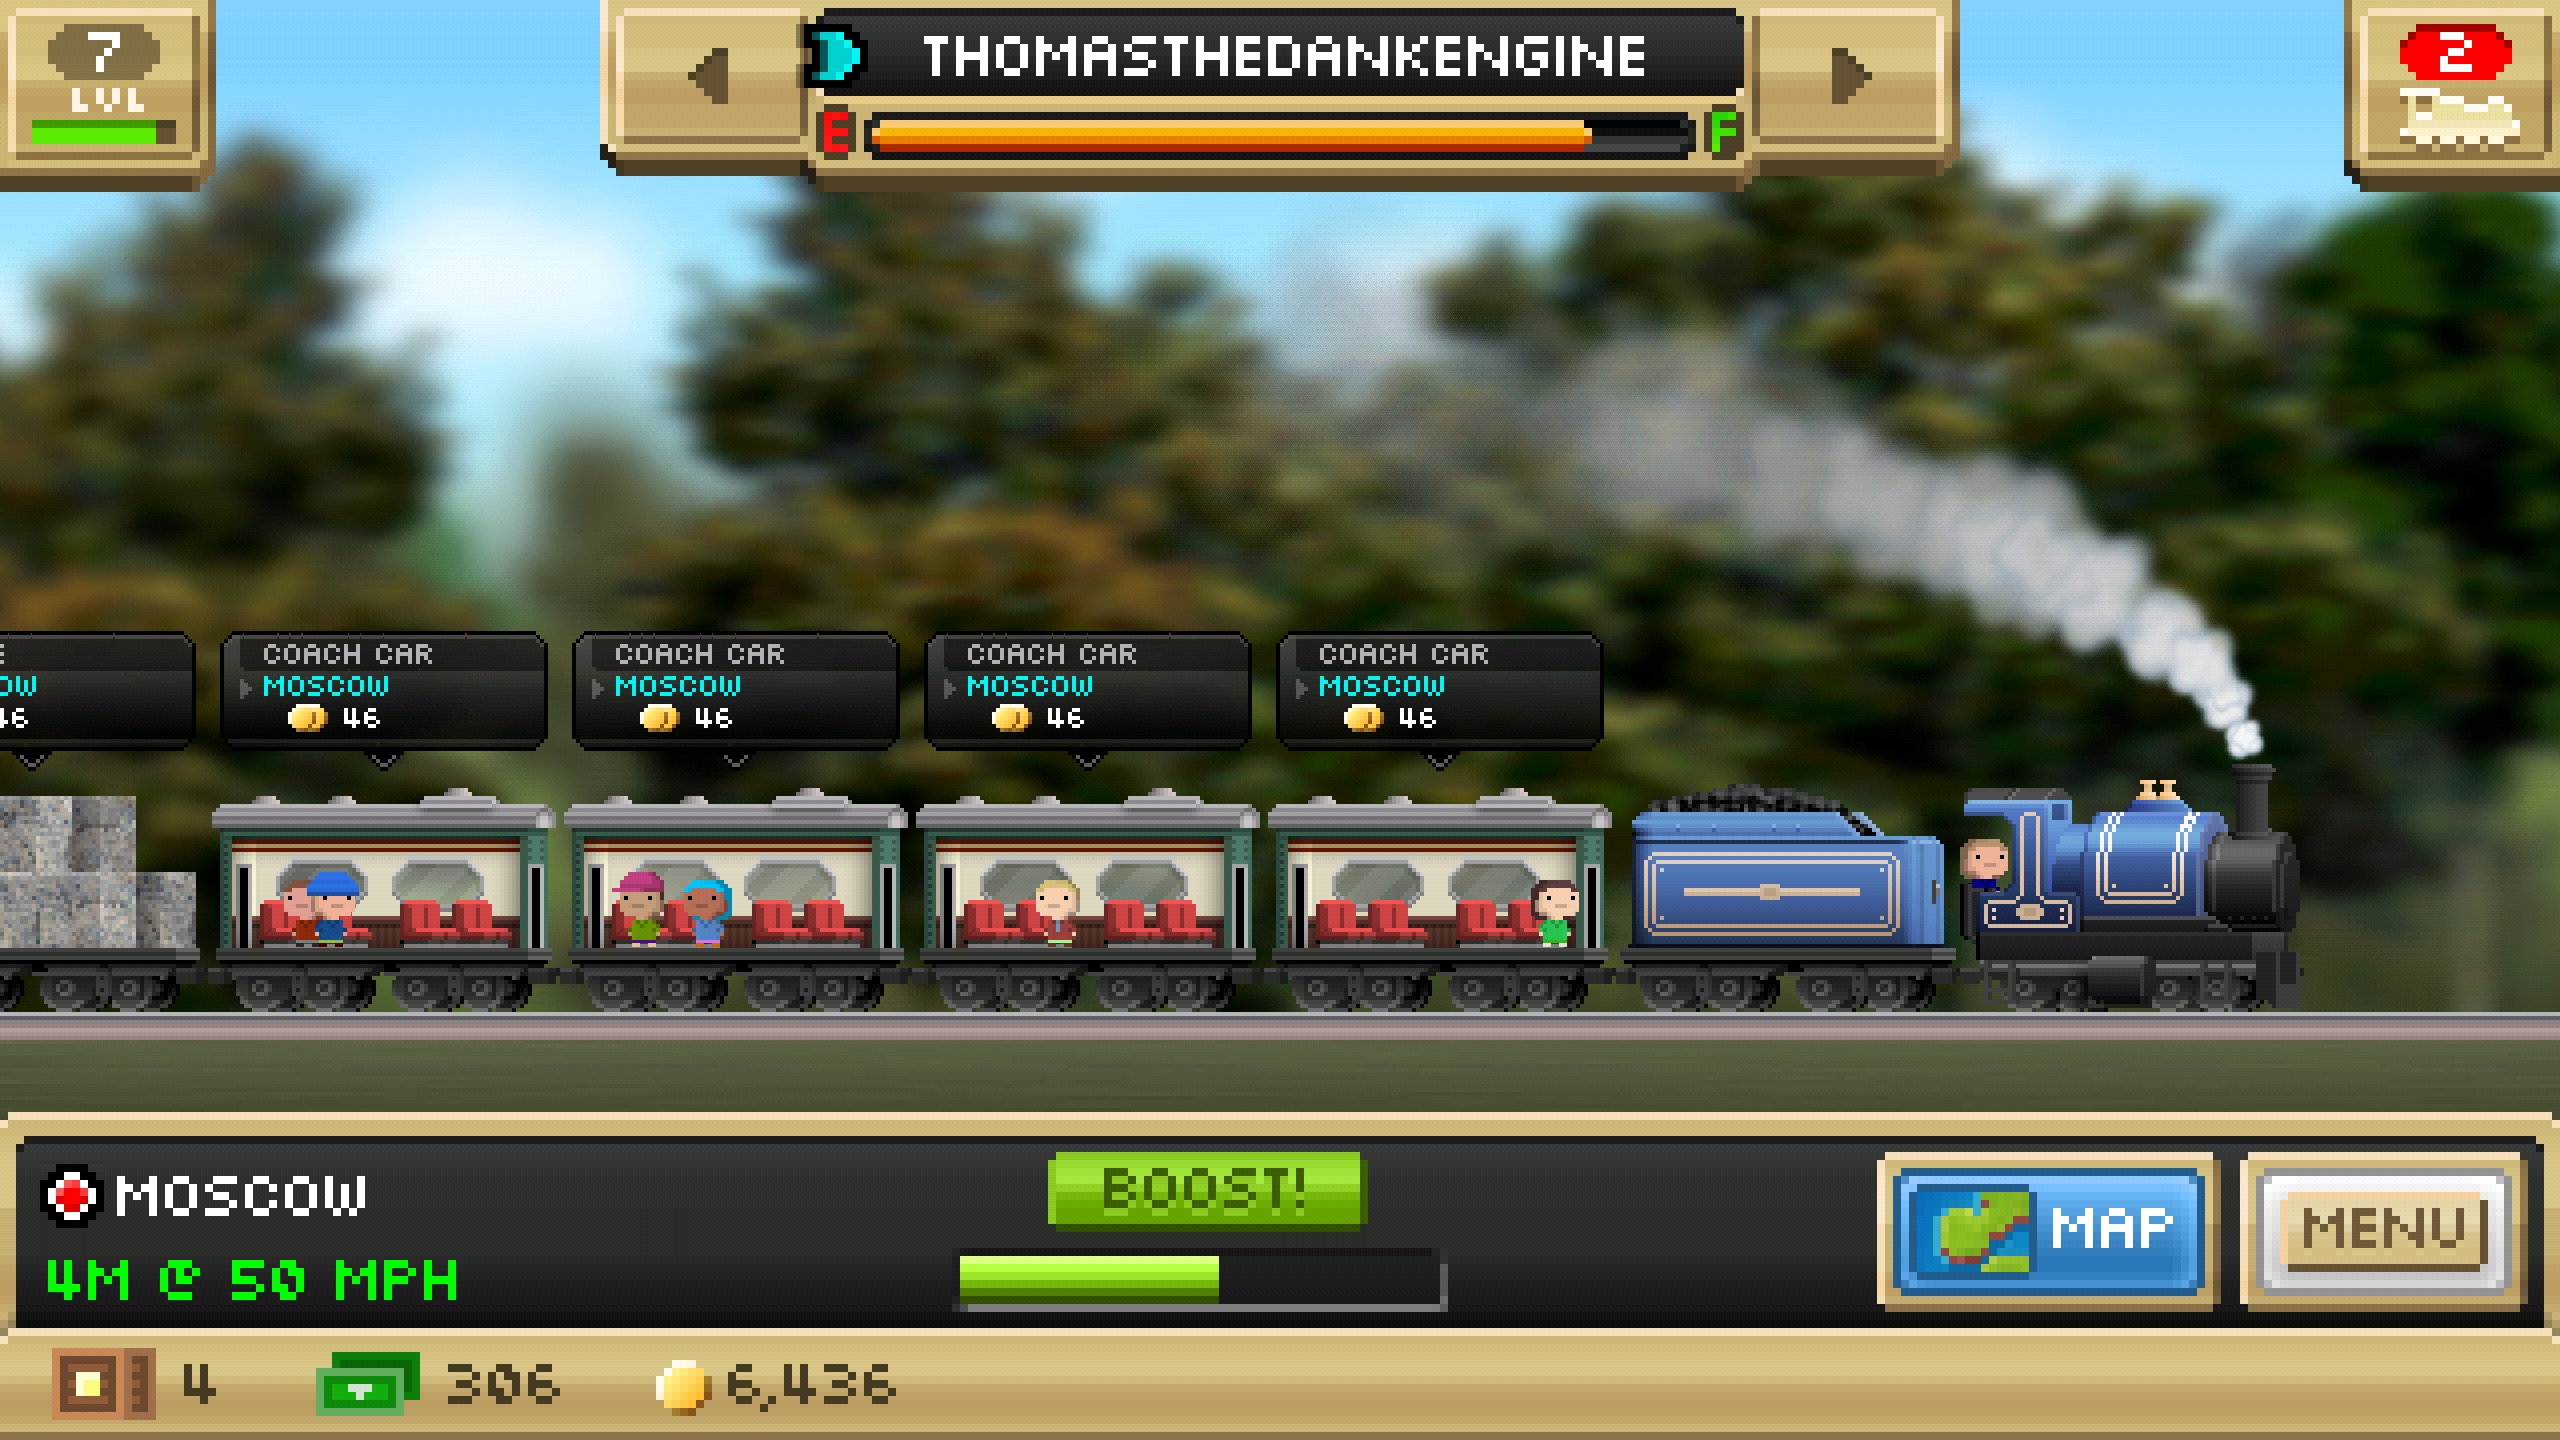 7
LVL
THOMASTHEDANKENGINE
E F
2
COACH CAR
MOSCOW
46
COACH CAR
MOSCOW
46
COACH CAR
MOSCOW
46
COACH CAR
MOSCOW
46
MOSCOW
4M @ 50 MPH
BOOST!
MAP
MENU
4
306
6,436